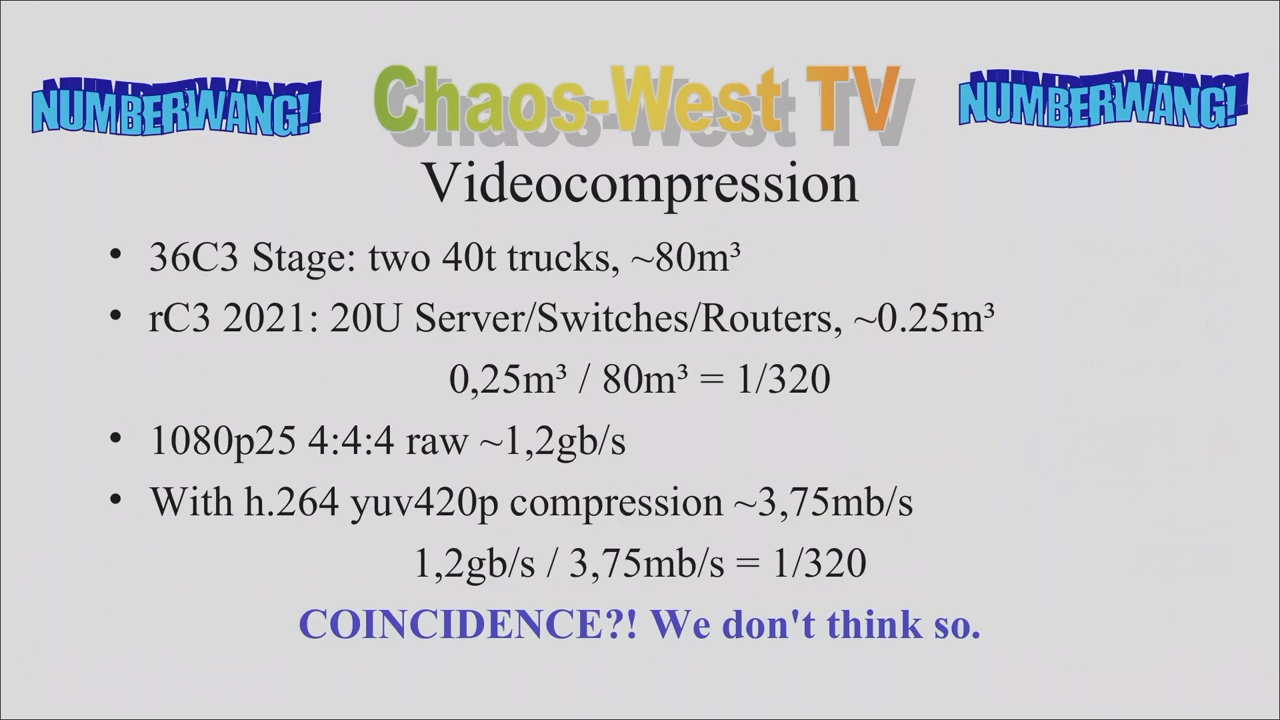 NUMBERWANG!
Chaos-West TV
NUMBERWANG!
Videocompression
• 36C3 Stage: two 40t trucks, ~80m³
• rC3 2021: 20U Server/Switches/Routers, ~0.25m³
0,25m³ / 80m³ = 1/320
• 1080p25 4:4:4 raw ~1,2gb/s
• With h.264 yuv420p compression ~3,75mb/s
1,2gb/s / 3,75mb/s = 1/320
COINCIDENCE?! We don't think so.